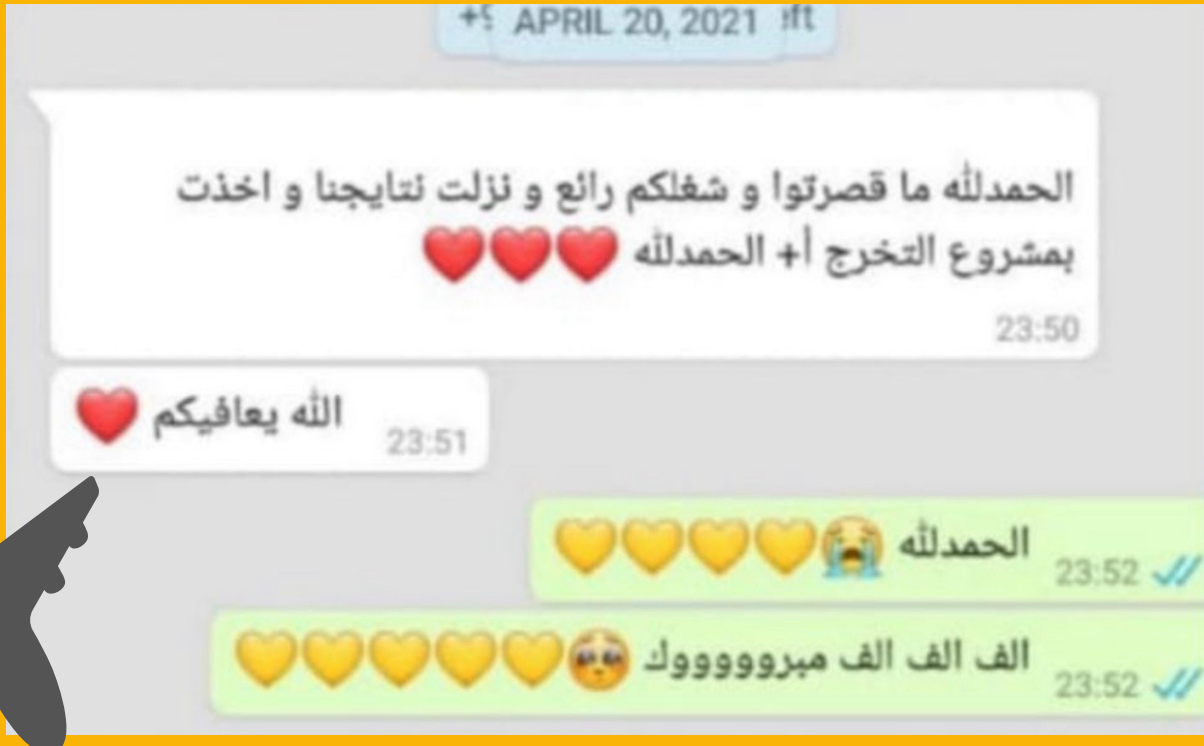 APRIL 20, 2021
الحمدلله ما قصرتوا و شغلكم رائع و نزلت نتايجنا و اخذت
بمشروع التخرج أ+ الحمدلله ❤️❤️❤️
23:50
الله يعافيكم ❤️
23:51
الحمدلله 😭💛💛💛💛
23:52
الف الف الف مبروووووك 🥺💛💛💛💛💛
23:52